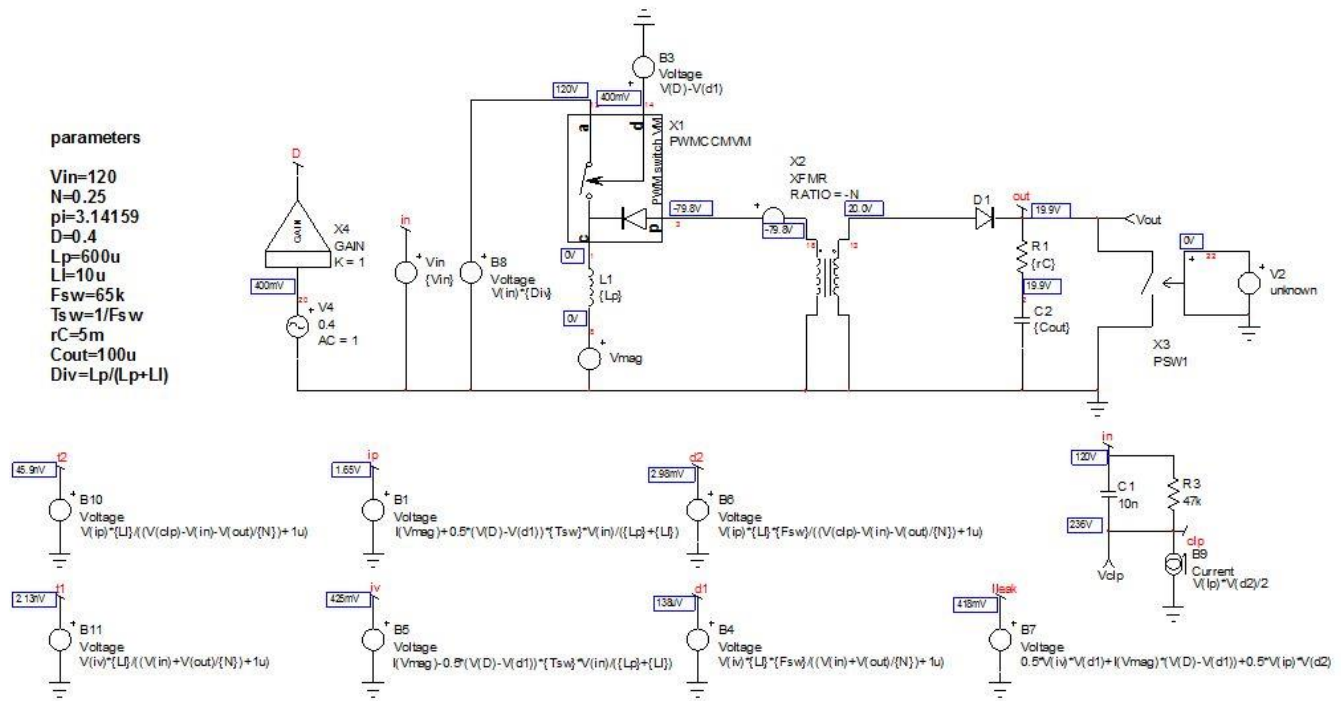 parameters
Vin=120
N=0.25
pi=3.14159
D=0.4
Lp=600u
Ll=10u
Fsw=65k
Tsw=1/Fsw
rC=5m
Cout=100u
Div=Lp/(Lp+Ll)
D
GAIN
X4
GAIN
K = 1
400mV
20
V4
0.4
AC = 1
in
Vin
{Vin}
B8
Voltage
V(in)*{Div}
B3
Voltage
V(D)-V(d1)
120V
400mV
14
a
d
c
p
PWM switch VM
X1
PWMCCMVM
-79.8V
0V
1
L1
{Lp}
0V
Vmag
X2
XFMR
RATIO = -N
-79.8V
20.0V
D1
out
19.9V
Vout
R1
{rC}
19.9V
C2
{Cout}
0V
22
V2
unknown
X3
PSW1
t2
45.9nV
B10
Voltage
V(ip)*{Ll}/((V(clp)-V(in)-V(out)/{N})+1u)
ip
1.65V
B1
Voltage
I(Vmag)+0.5*(V(D)-V(d1))*{Tsw}*V(in)/({Lp}+{Ll})
d2
2.98mV
B6
Voltage
V(ip)*{Ll}*{Fsw}/((V(clp)-V(in)-V(out)/{N})+1u)
in
120V
C1
10n
R3
47k
236V
clp
Vclp
B9
Current
V(Ip)*V(d2)/2
t1
2.13nV
B11
Voltage
V(iv)*{Ll}/((V(in)+V(out)/{N})+1u)
iv
425mV
B5
Voltage
I(Vmag)-0.5*(V(D)-V(d1))*{Tsw}*V(in)/({Lp}+{Ll})
d1
138uV
B4
Voltage
V(iv)*{Ll}*{Fsw}/((V(in)+V(out)/{N})+1u)
Ileak
418mV
B7
Voltage
0.5*V(iv)*V(d1)+I(Vmag)*(V(D)-V(d1))+0.5*V(ip)*V(d2)